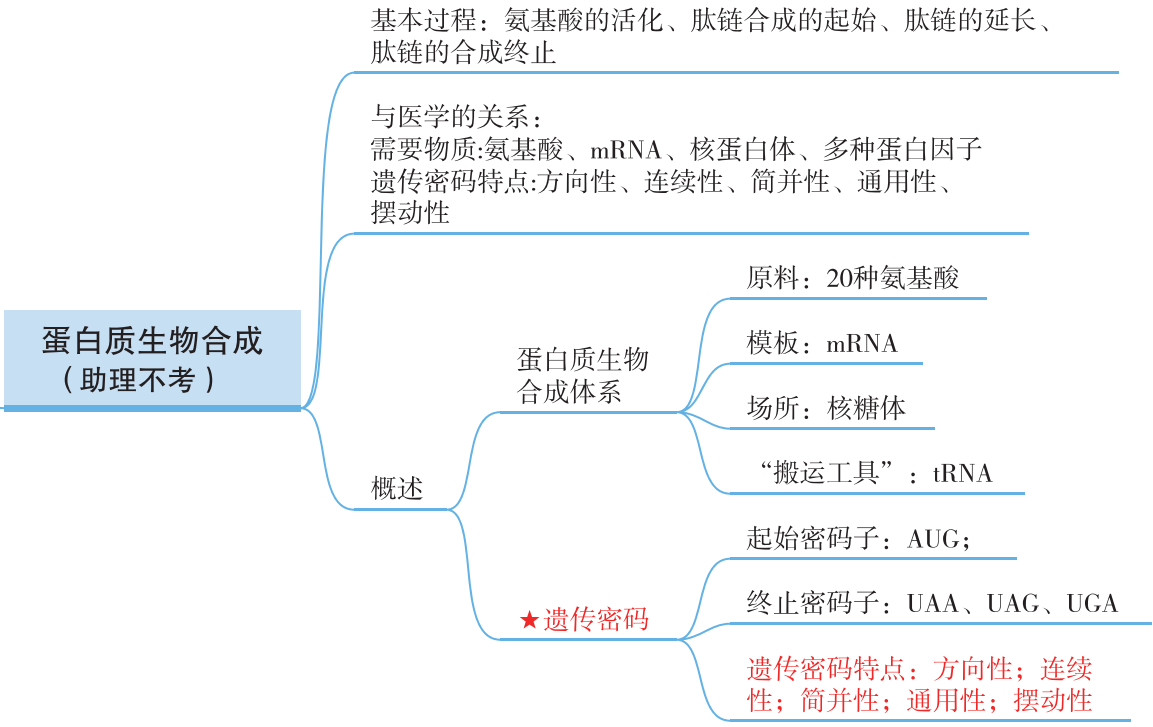 基本过程：氨基酸的活化、肽链合成的起始、肽链的延长、
肽链的合成终止
与医学的关系：
需要物质:氨基酸、mRNA、核蛋白体、多种蛋白因子
遗传密码特点:方向性、连续性、简并性、通用性、
摆动性
蛋白质生物合成
（助理不考）
概述
蛋白质生物
合成体系
原料：20种氨基酸
模板：mRNA
场所：核糖体
“搬运工具”：tRNA
★遗传密码
起始密码子：AUG；
终止密码子：UAA、UAG、UGA
遗传密码特点：方向性；连续
性；简并性；通用性；摆动性